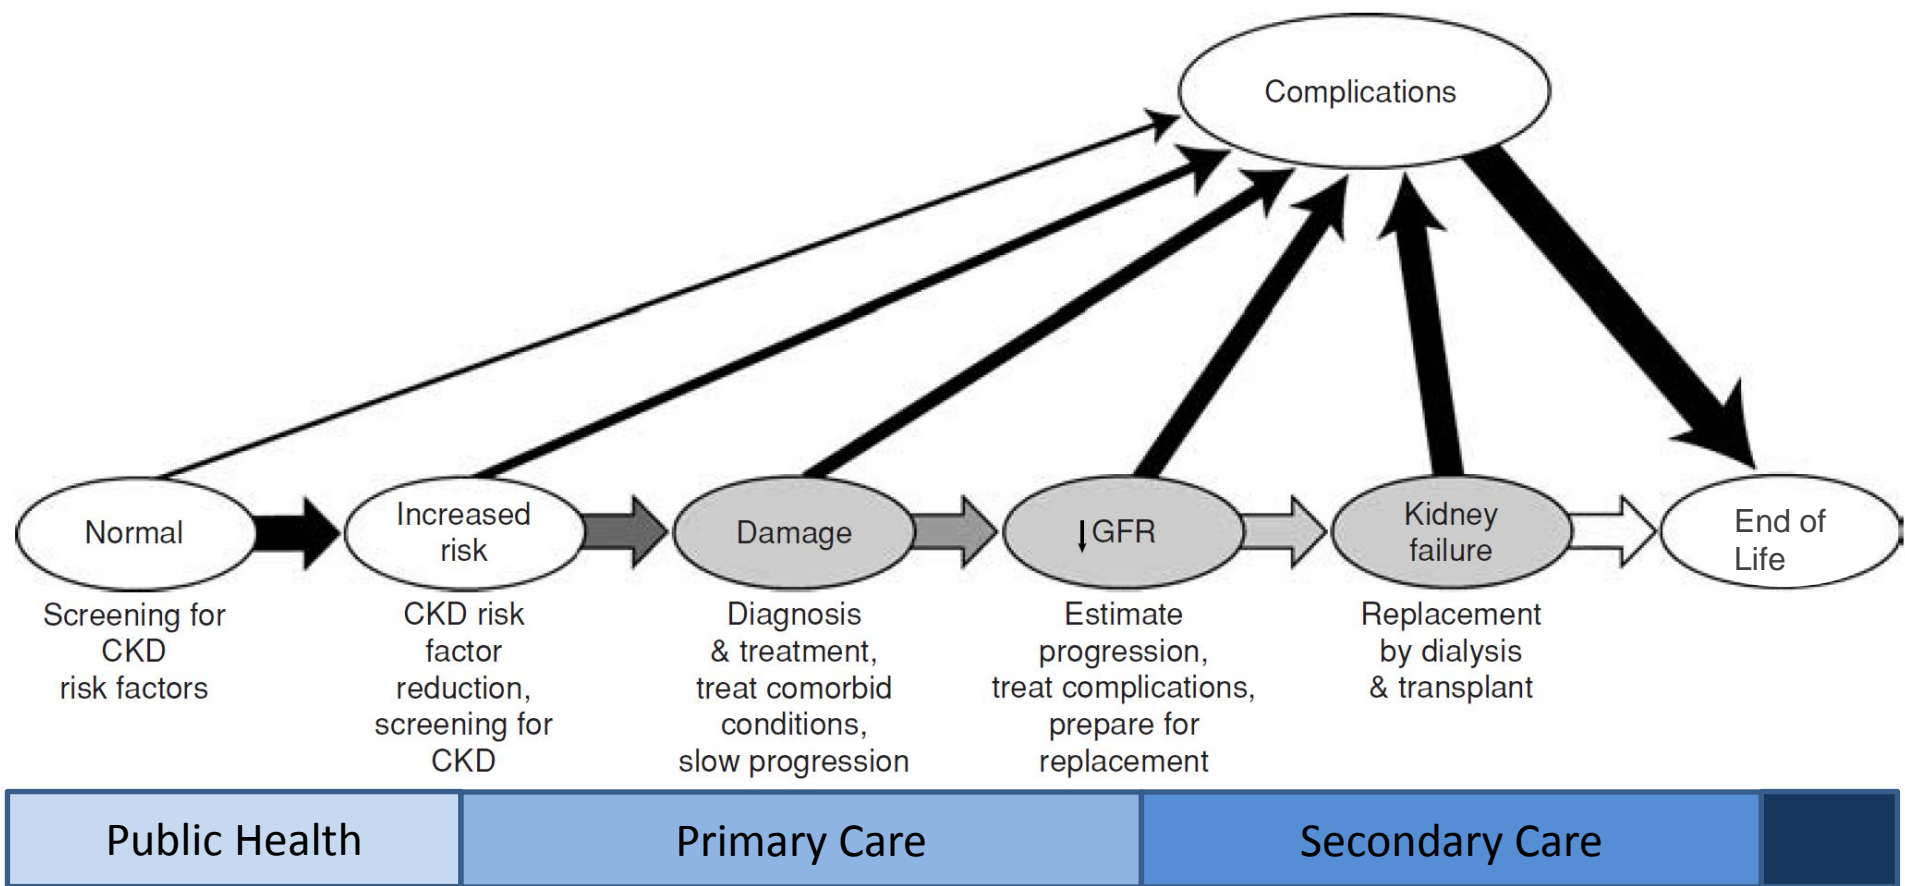 Complications
Normal
Increased
risk
Damage
↓GFR
Kidney
failure
End of
Life
Screening for
CKD
risk factors
CKD risk
factor
reduction,
screening for
CKD
Diagnosis
& treatment,
treat comorbid
conditions,
slow progression
Estimate
progression,
treat complications,
prepare for
replacement
Replacement
by dialysis
& transplant
Public Health
Primary Care
Secondary Care